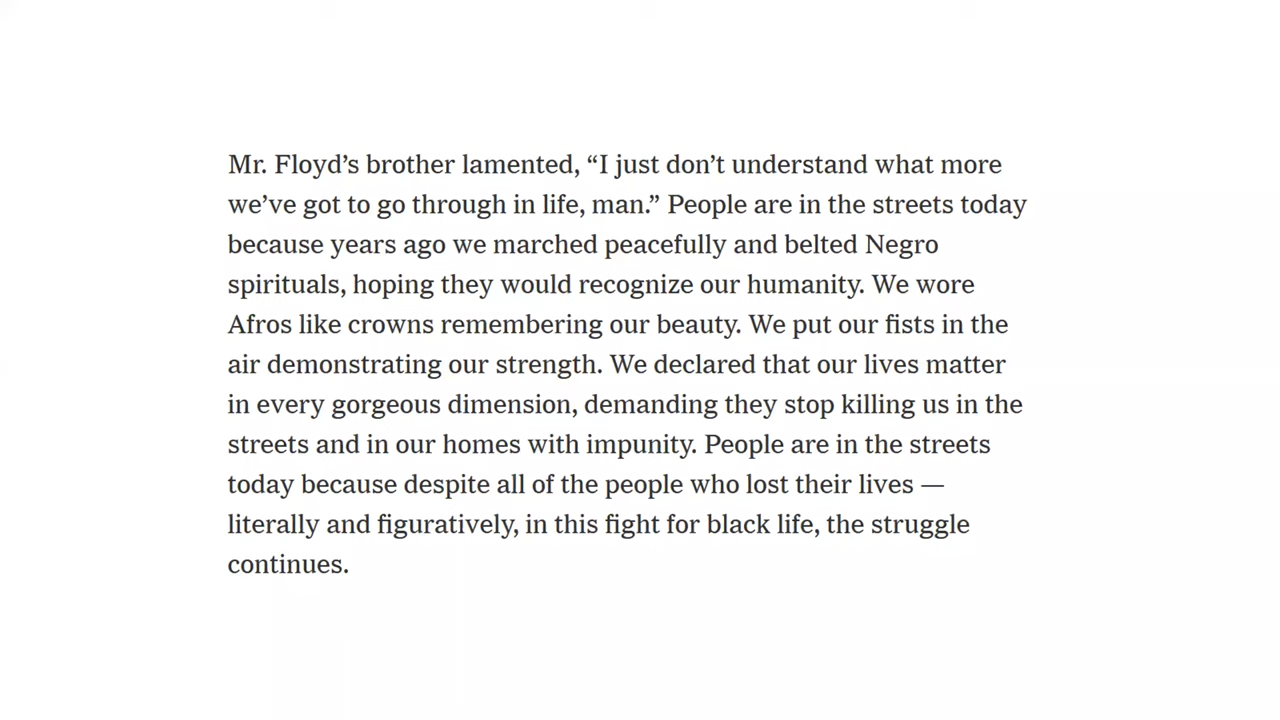 Mr. Floyd’s brother lamented, “I just don’t understand what more
we’ve got to go through in life, man.” People are in the streets today
because years ago we marched peacefully and belted Negro
spirituals, hoping they would recognize our humanity. We wore
Afros like crowns remembering our beauty. We put our fists in the
air demonstrating our strength. We declared that our lives matter
in every gorgeous dimension, demanding they stop killing us in the
streets and in our homes with impunity. People are in the streets
today because despite all of the people who lost their lives —
literally and figuratively, in this fight for black life, the struggle
continues.